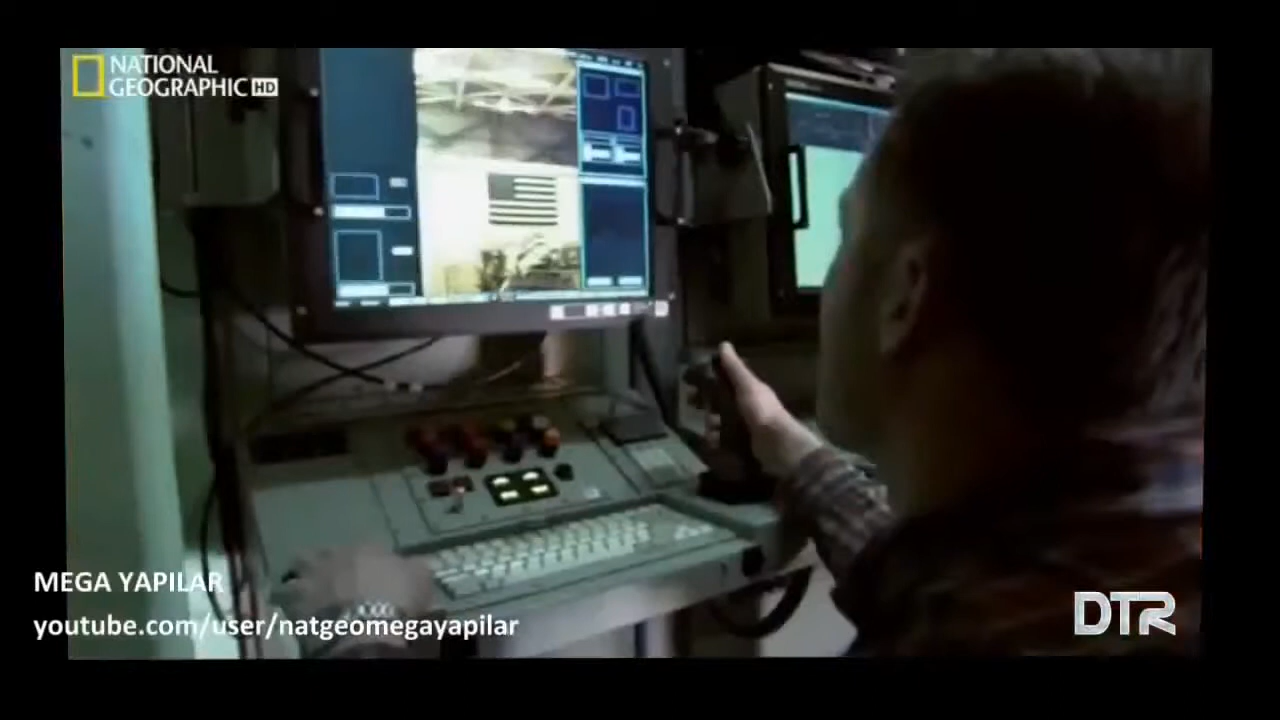 NATIONAL
GEOGRAPHIC HD
MEGA YAPILAR
youtube.com/user/natgeomegayapilar
DTR